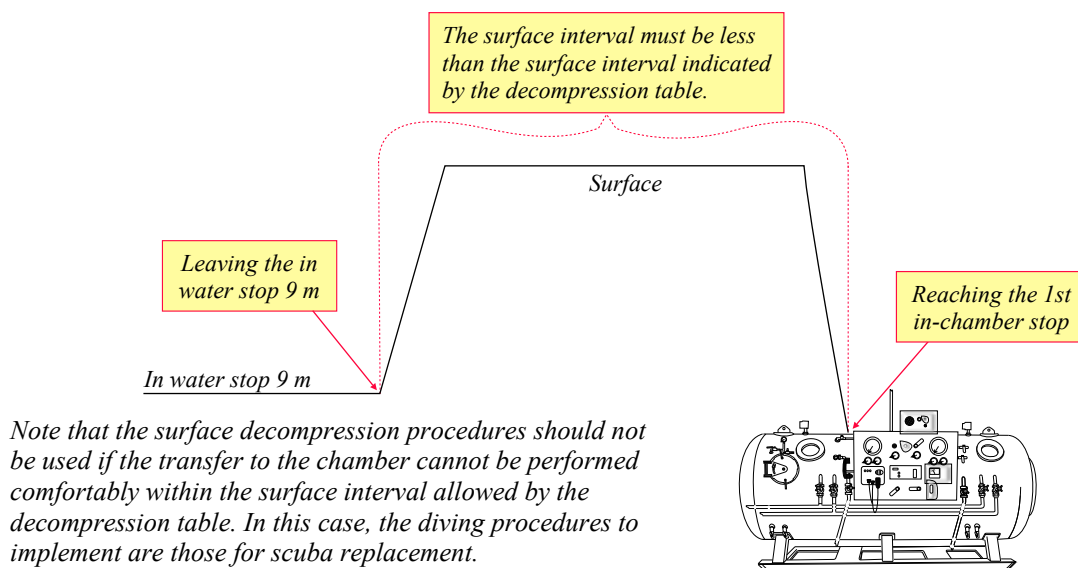 The surface interval must be less
than the surface interval indicated
by the decompression table.
Surface
Leaving the in
water stop 9 m
Reaching the 1st
in-chamber stop
In water stop 9 m
Note that the surface decompression procedures should not
be used if the transfer to the chamber cannot be performed
comfortably within the surface interval allowed by the
decompression table. In this case, the diving procedures to
implement are those for scuba replacement.